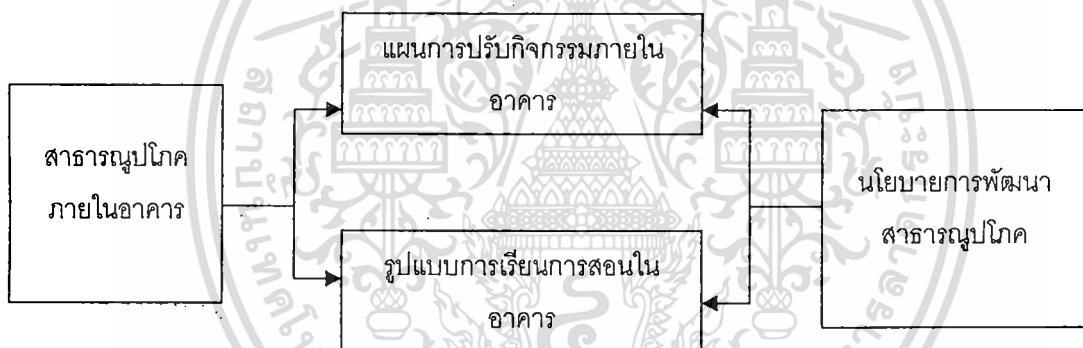 แผนการปรับกิจกรรมภายใน
อาคาร
สาธารณูปโภค
ภายในอาคาร
นโยบายการพัฒนา
สาธารณูปโภค
รูปแบบการเรียนการสอนใน
อาคาร